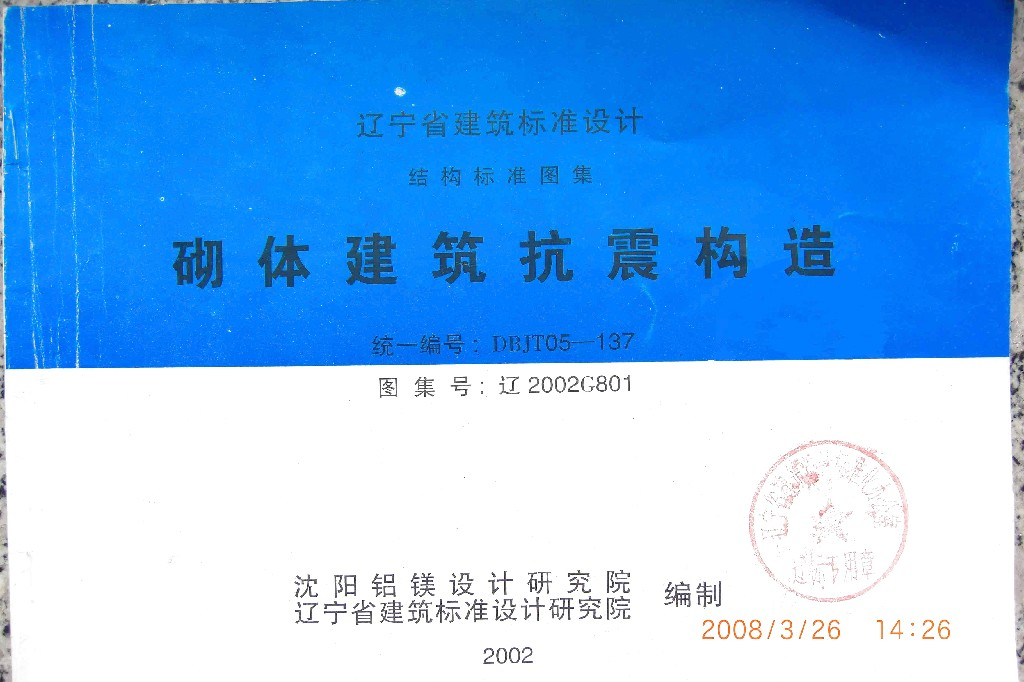 辽宁省建筑标准设计
结构标准图集
砌体建筑抗震构造
统一编号：DBJT05—137
图集号：辽2002G801
沈阳铝镁设计研究院
辽宁省建筑标准设计研究院
编制
2002
用章
2008/3/26 14:26